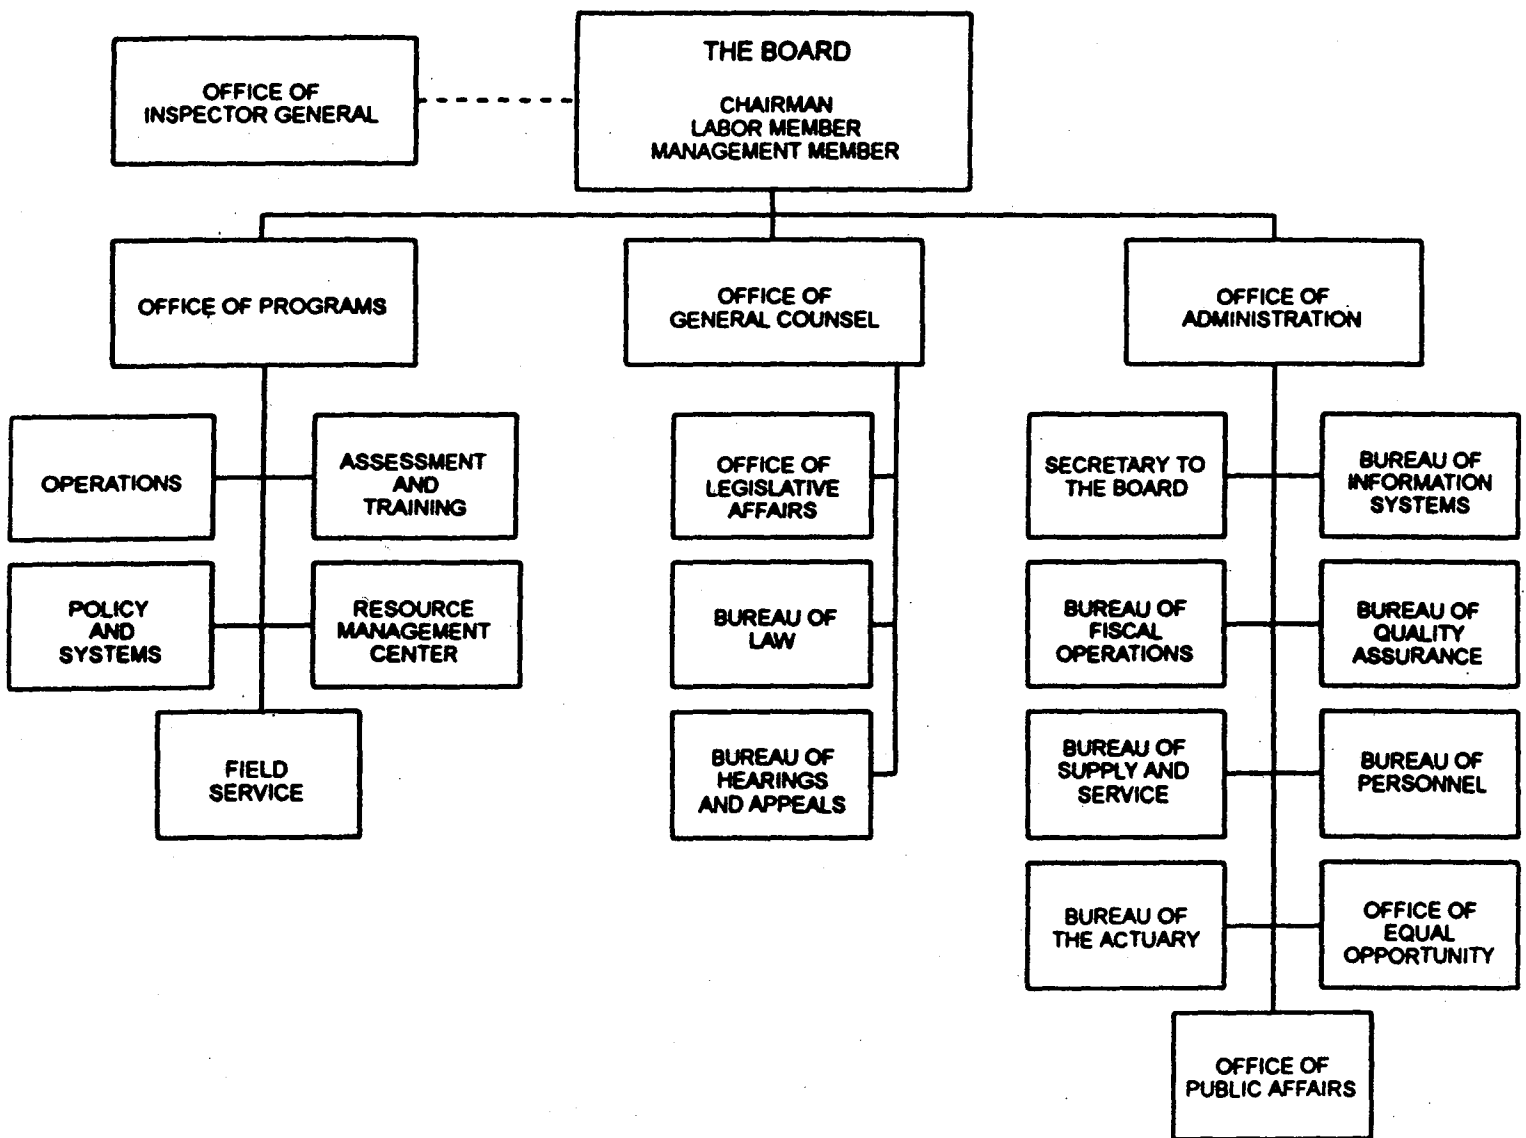 THE BOARD
CHAIRMAN
LABOR MEMBER
MANAGEMENT MEMBER
OFFICE OF
INSPECTOR GENERAL
OFFICE OF PROGRAMS
OFFICE OF
GENERAL COUNSEL
OFFICE OF
ADMINISTRATION
OPERATIONS
ASSESSMENT
AND
TRAINING
POLICY
AND
SYSTEMS
RESOURCE
MANAGEMENT
CENTER
FIELD
SERVICE
OFFICE OF
LEGISLATIVE
AFFAIRS
BUREAU OF
LAW
BUREAU OF
HEARINGS
AND APPEALS
SECRETARY TO
THE BOARD
BUREAU OF
INFORMATION
SYSTEMS
BUREAU OF
FISCAL
OPERATIONS
BUREAU OF
QUALITY
ASSURANCE
BUREAU OF
SUPPLY AND
SERVICE
BUREAU OF
PERSONNEL
BUREAU OF
THE ACTUARY
OFFICE OF
EQUAL
OPPORTUNITY
OFFICE OF
PUBLIC AFFAIRS